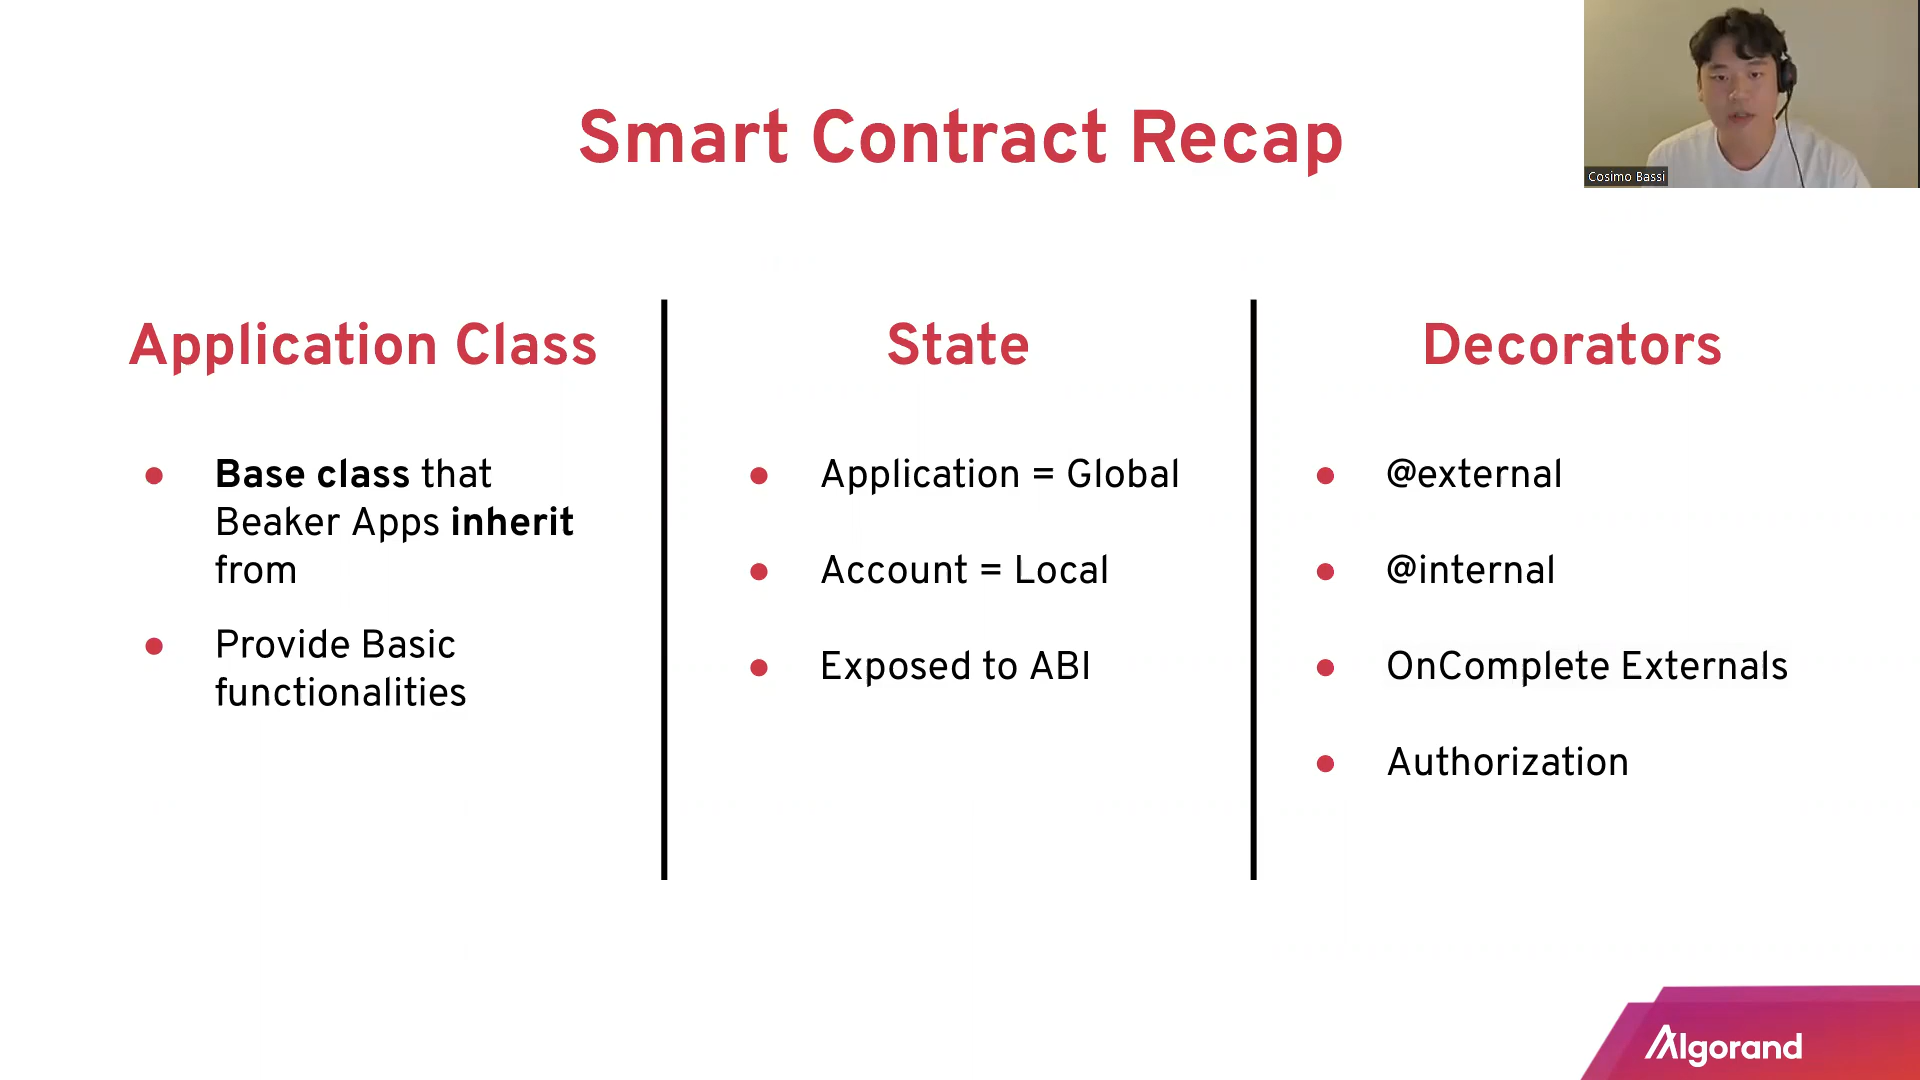 Smart Contract Recap
Cosimo Bassi
Application Class
● Base class that
Beaker Apps inherit
from
● Provide Basic
functionalities
State
● Application = Global
● Account = Local
● Exposed to ABI
Decorators
● @external
● @internal
● OnComplete Externals
● Authorization
Algorand